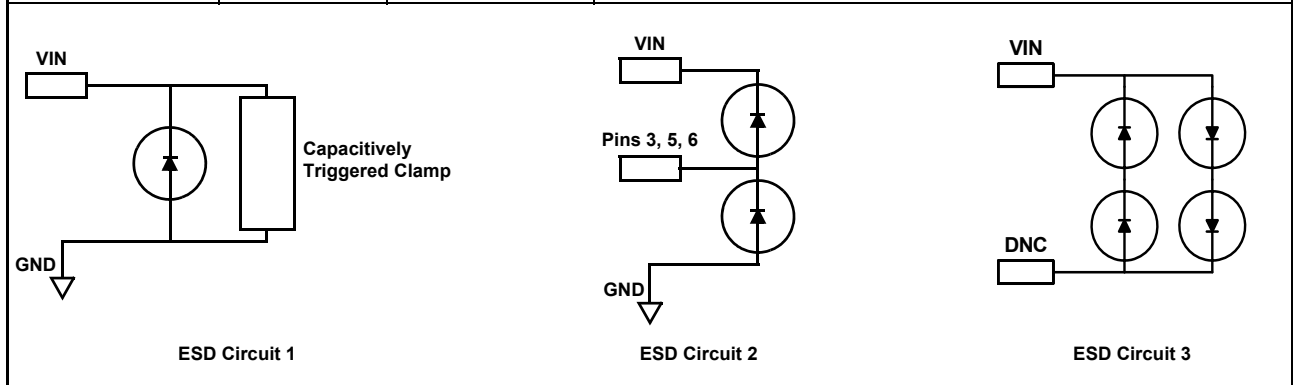 VIN
Capacitively
Triggered Clamp
GND
ESD Circuit 1
VIN
Pins 3, 5, 6
GND
ESD Circuit 2
VIN
DNC
ESD Circuit 3